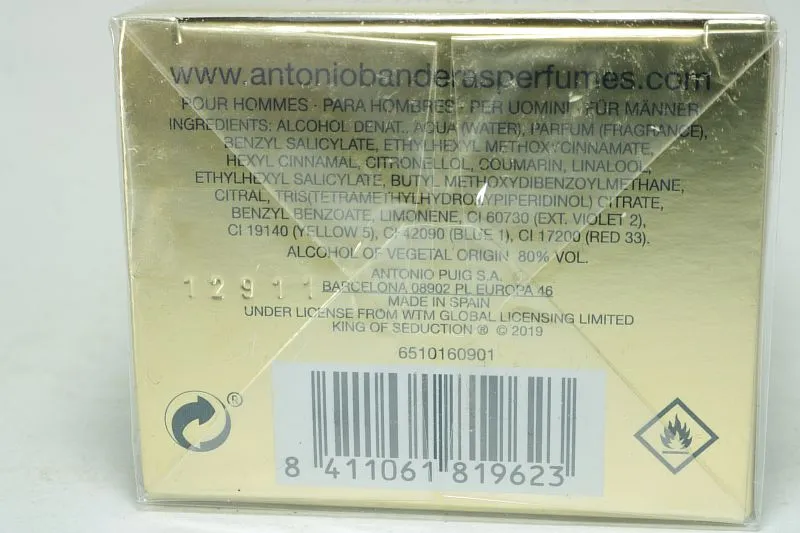 www.antoniobanderasperfumes.com
POUR HOMMES · PARA HOMBRES · PER UOMINI · FÜR MÄNNER
INGREDIENTS: ALCOHOL DENAT., AQUA (WATER), PARFUM (FRAGRANCE),
BENZYL SALICYLATE, ETHYLHEXYL METHOXYCINNAMATE,
HEXYL CINNAMAL, CITRONELLOL, COUMARIN, LINALOOL,
ETHYLHEXYL SALICYLATE, BUTYL METHOXYDIBENZOYLMETHANE,
CITRAL, TRIS(TETRAMETHYLHYDROXYPIPERIDINOL) CITRATE,
BENZYL BENZOATE, LIMONENE, CI 60730 (EXT. VIOLET 2),
CI 19140 (YELLOW 5), CI 42090 (BLUE 1), CI 17200 (RED 33).
ALCOHOL OF VEGETAL ORIGIN 80% VOL.
ANTONIO PUIG S.A.
12911
BARCELONA 08902 PL EUROPA 46
MADE IN SPAIN
UNDER LICENSE FROM WTM GLOBAL LICENSING LIMITED
KING OF SEDUCTION ® © 2019
6510160901
®
8 411061 819623